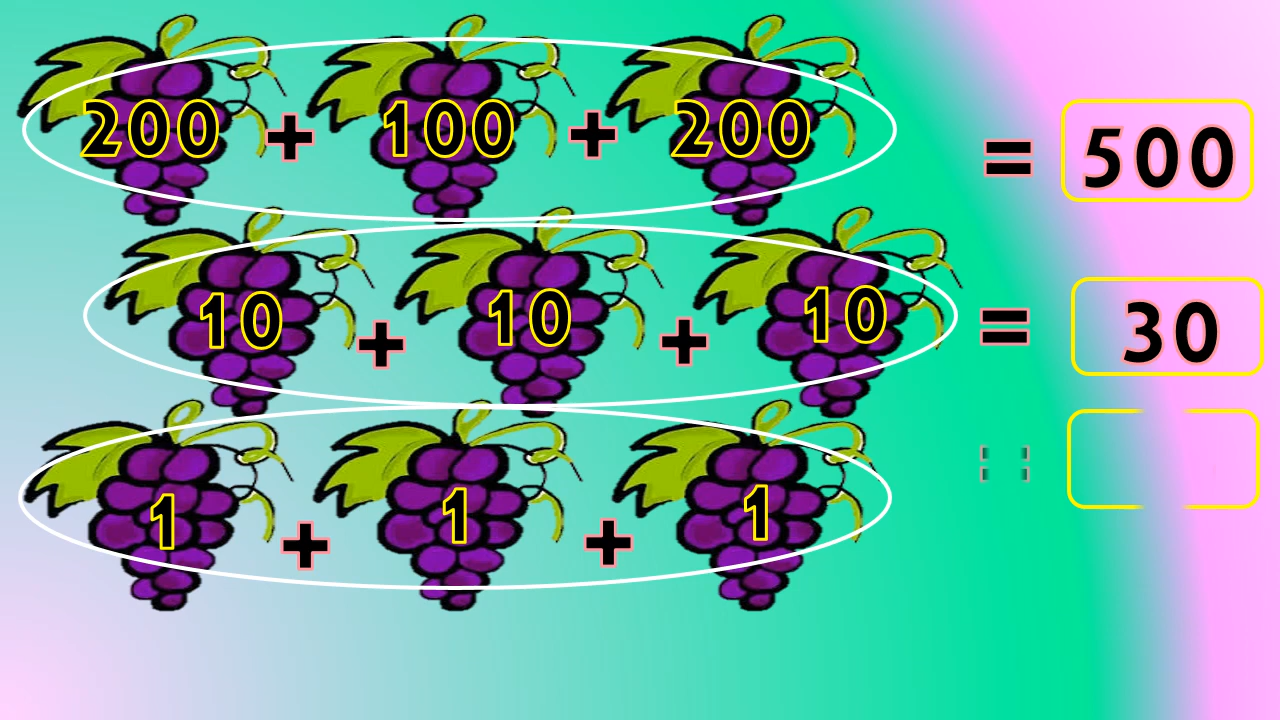 200 + 100 + 200 = 500
10 + 10 + 10 = 30
1 + 1 + 1